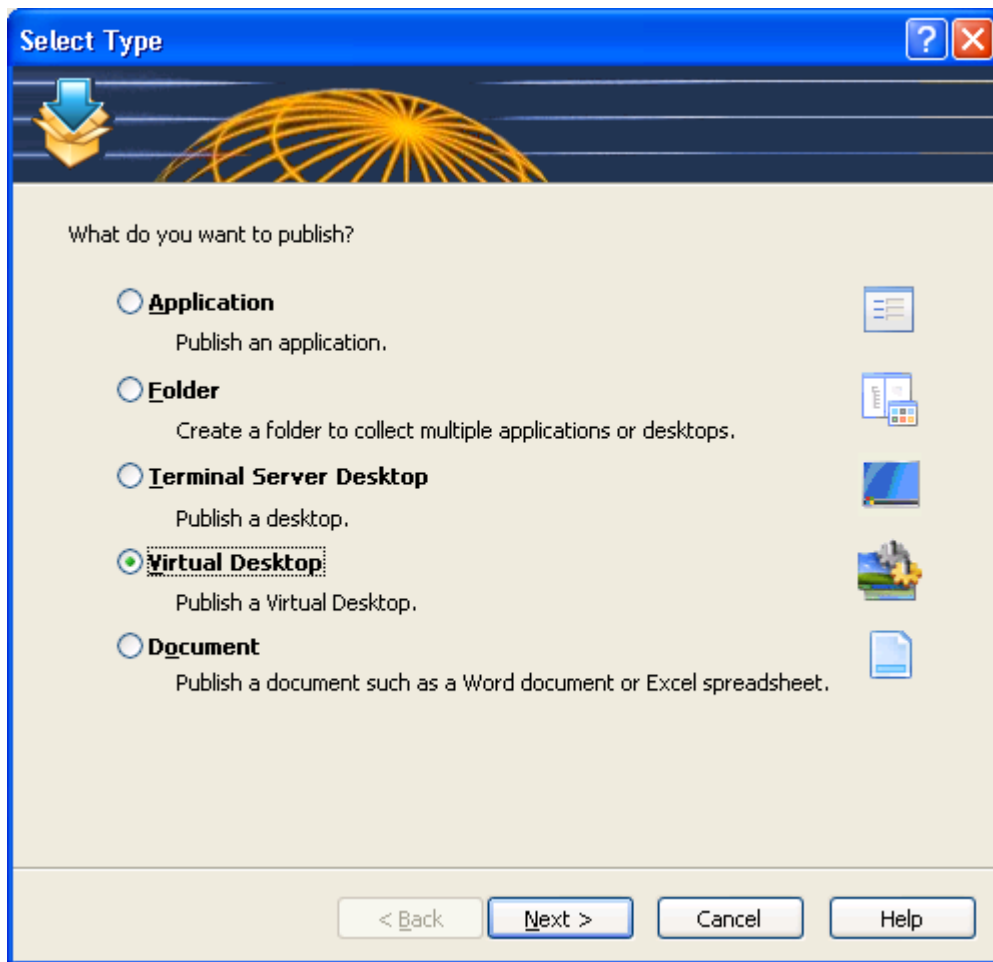 Select Type
What do you want to publish?
Application
Publish an application.
Folder
Create a folder to collect multiple applications or desktops.
Terminal Server Desktop
Publish a desktop.
Virtual Desktop
Publish a Virtual Desktop.
Document
Publish a document such as a Word document or Excel spreadsheet.
< Back Next > Cancel Help